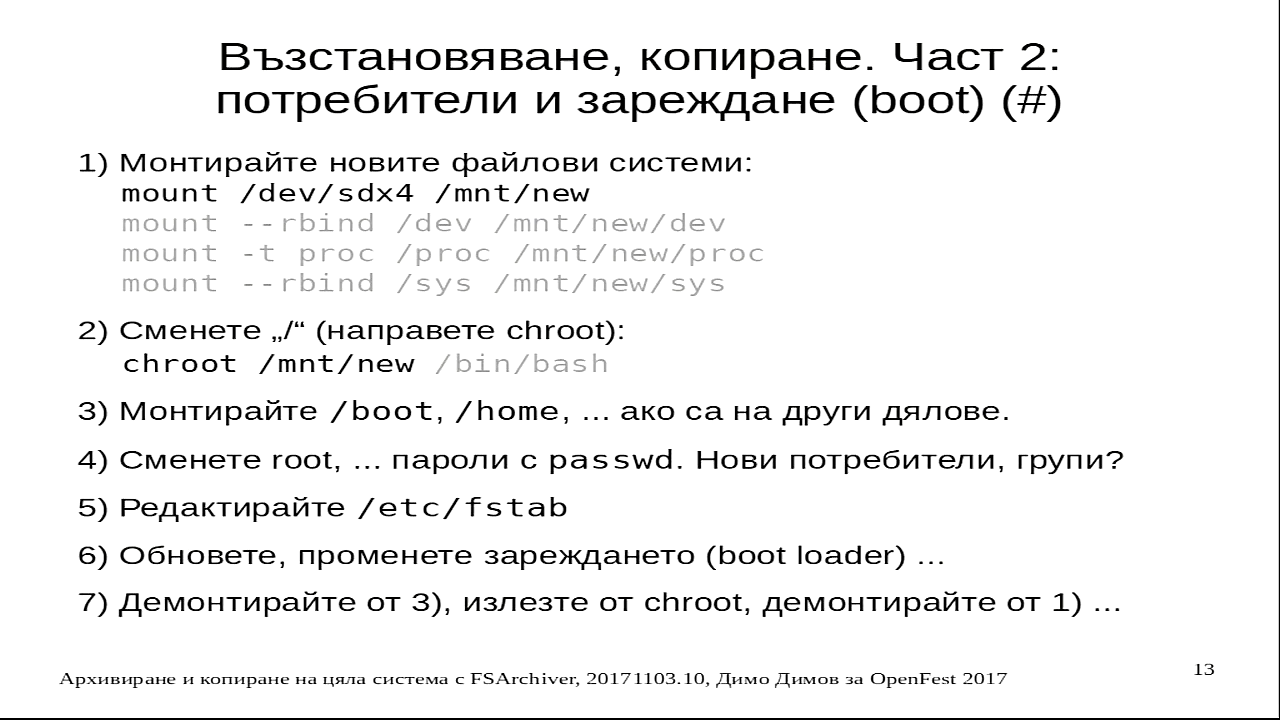 Възстановяване, копиране. Част 2:
потребители и зареждане (boot) (#)
1) Монтирайте новите файлови системи:
mount /dev/sdx4 /mnt/new
mount --rbind /dev /mnt/new/dev
mount -t proc /proc /mnt/new/proc
mount --rbind /sys /mnt/new/sys
2) Сменете „/“ (направете chroot):
chroot /mnt/new /bin/bash
3) Монтирайте /boot, /home, ... ако са на други дялове.
4) Сменете root, ... пароли с passwd. Нови потребители, групи?
5) Редактирайте /etc/fstab
6) Обновете, променете зареждането (boot loader) ...
7) Демонтирайте от 3), излезте от chroot, демонтирайте от 1) ...
Архивиране и копиране на цяла система с FSArchiver, 20171103.10, Димо Димов за OpenFest 2017
13